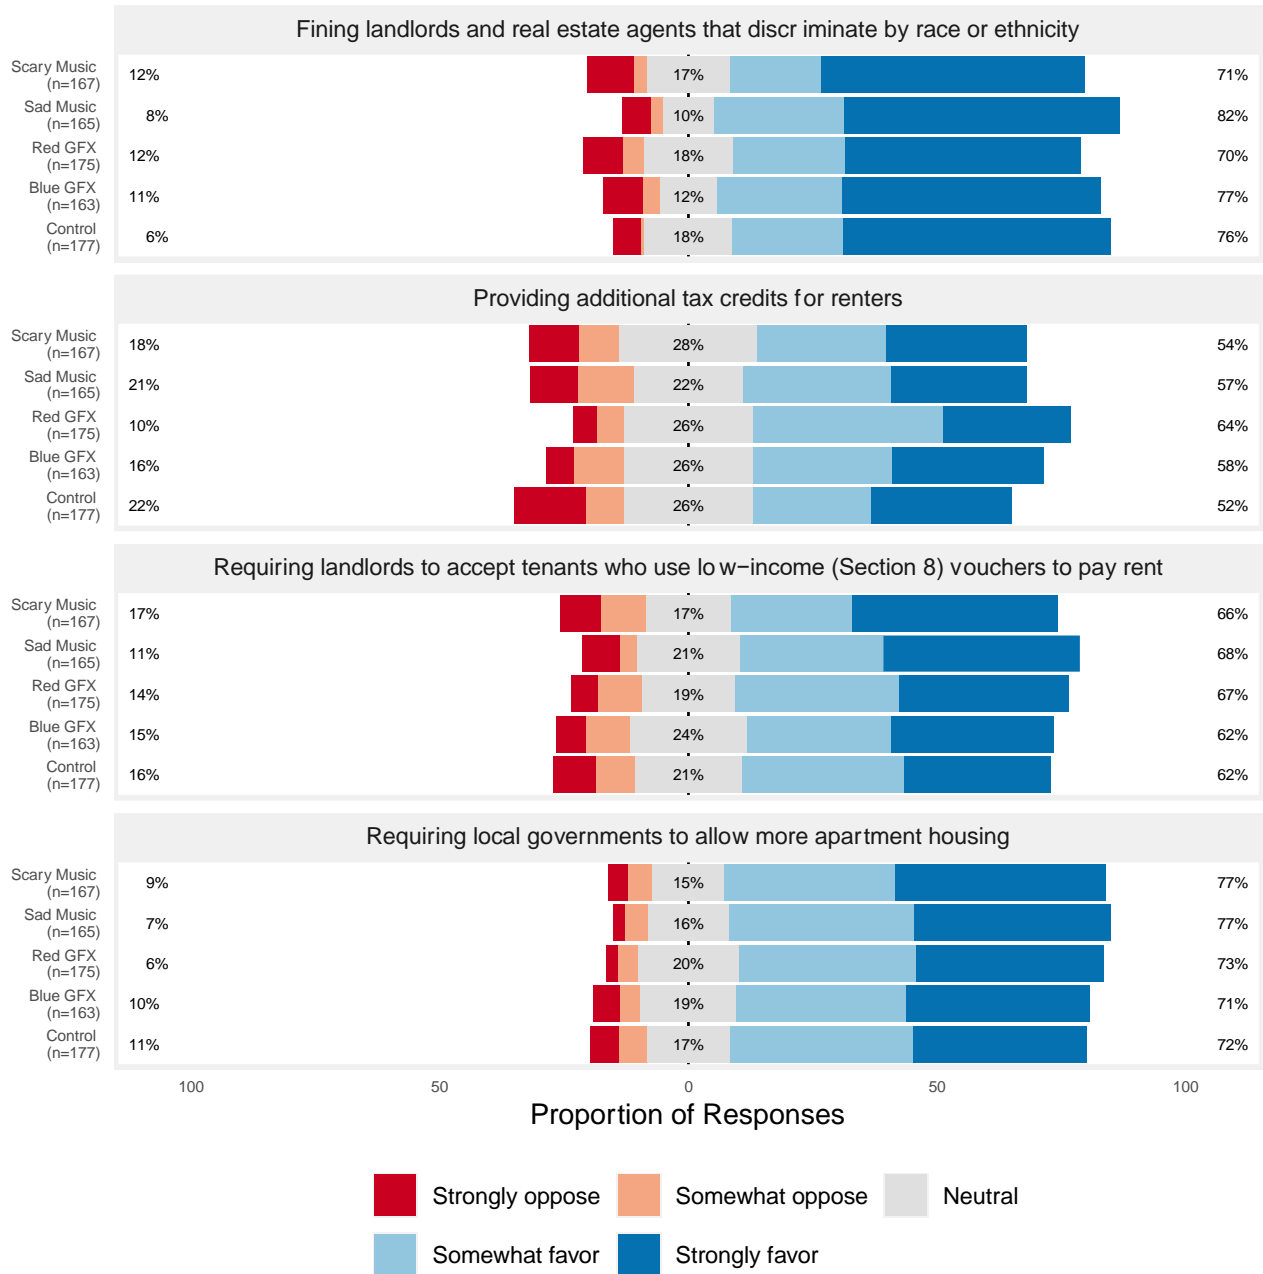 Fining landlords and real estate agents that discr iminate by race or ethnicity
Scary Music
(n=167)
12% 17% 71%
Sad Music
(n=165)
8% 10% 82%
Red GFX
(n=175)
12% 18% 70%
Blue GFX
(n=163)
11% 12% 77%
Control
(n=177)
6% 18% 76%
Providing additional tax credits for renters
Scary Music
(n=167)
18% 28% 54%
Sad Music
(n=165)
21% 22% 57%
Red GFX
(n=175)
10% 26% 64%
Blue GFX
(n=163)
16% 26% 58%
Control
(n=177)
22% 26% 52%
Requiring landlords to accept tenants who use low−income (Section 8) vouchers to pay rent
Scary Music
(n=167)
17% 17% 66%
Sad Music
(n=165)
11% 21% 68%
Red GFX
(n=175)
14% 19% 67%
Blue GFX
(n=163)
15% 24% 62%
Control
(n=177)
16% 21% 62%
Requiring local governments to allow more apartment housing
Scary Music
(n=167)
9% 15% 77%
Sad Music
(n=165)
7% 16% 77%
Red GFX
(n=175)
6% 20% 73%
Blue GFX
(n=163)
10% 19% 71%
Control
(n=177)
11% 17% 72%
100 50 0 50 100
Proportion of Responses
Strongly oppose Somewhat oppose Neutral
Somewhat favor Strongly favor